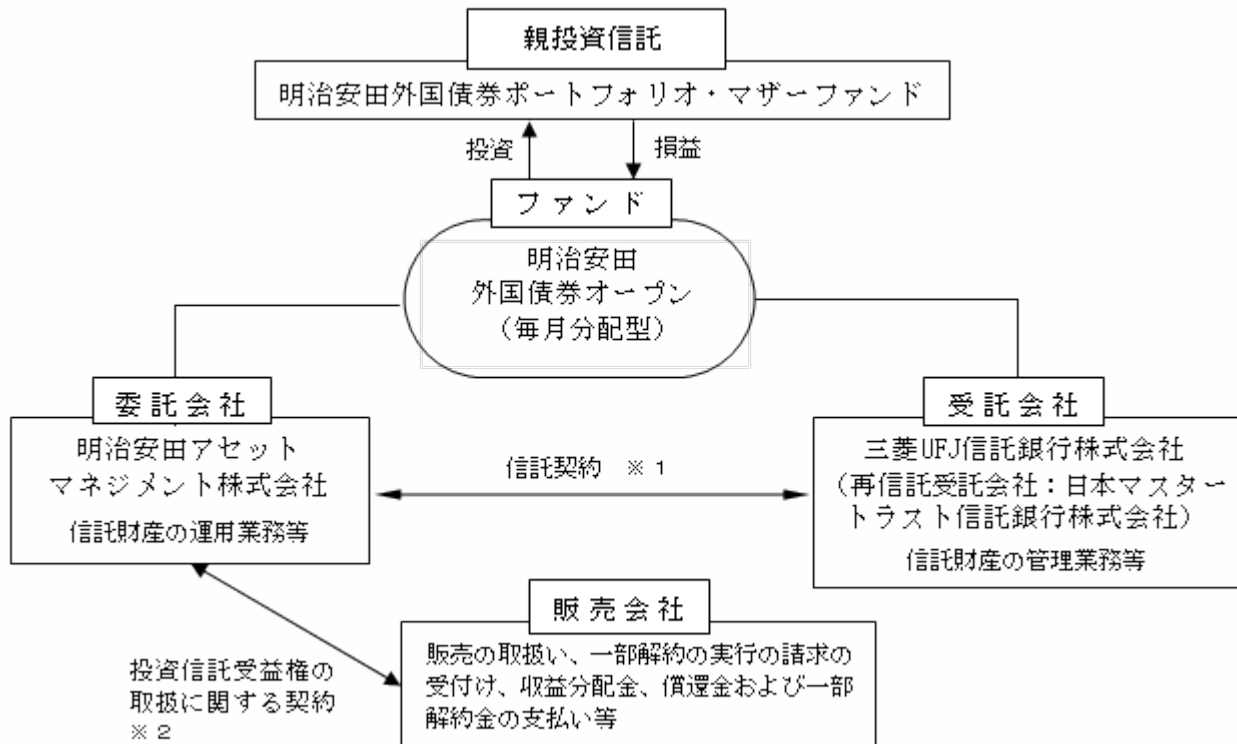 親投資信託
明治安田外国債券ポートフォリオ・マザーファンド
投資
損益
ファンド
明治安田
外国債券オープン
（毎月分配型）
委託会社
明治安田アセット
マネジメント株式会社
信託財産の運用業務等
信託契約 ※1
受託会社
三菱UFJ信託銀行株式会社
（再信託受託会社：日本マスター
トラスト信託銀行株式会社）
信託財産の管理業務等
販売会社
販売の取扱い、一部解約の実行の請求の
受付け、収益分配金、償還金および一部
解約金の支払い等
投資信託受益権の
取扱に関する契約
※2